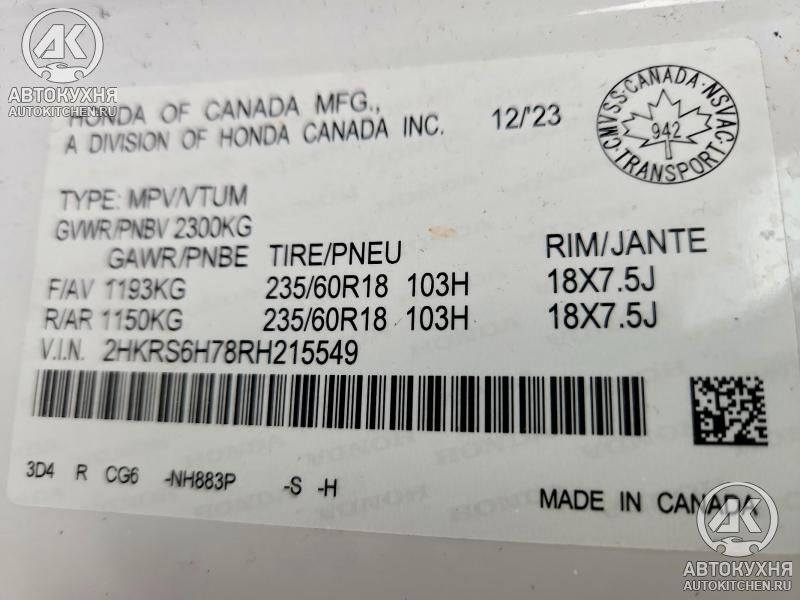 AK
АВТОКУХНЯ
AUTOKITCHEN.RU
HONDA OF CANADA MFG.,
A DIVISION OF HONDA CANADA INC. 12/'23
CMVSS·CANADA·NSVAC·TRANSPORT·
942
TYPE: MPV/VTUM
GVWR/PNBV 2300KG
GAWR/PNBE TIRE/PNEU RIM/JANTE
F/AV 1193KG 235/60R18 103H 18X7.5J
R/AR 1150KG 235/60R18 103H 18X7.5J
V.I.N. 2HKRS6H78RH215549
3D4 R CG6 -NH883P -S -H
MADE IN CANADA
AK
АВТОКУХНЯ
AUTOKITCHEN.RU